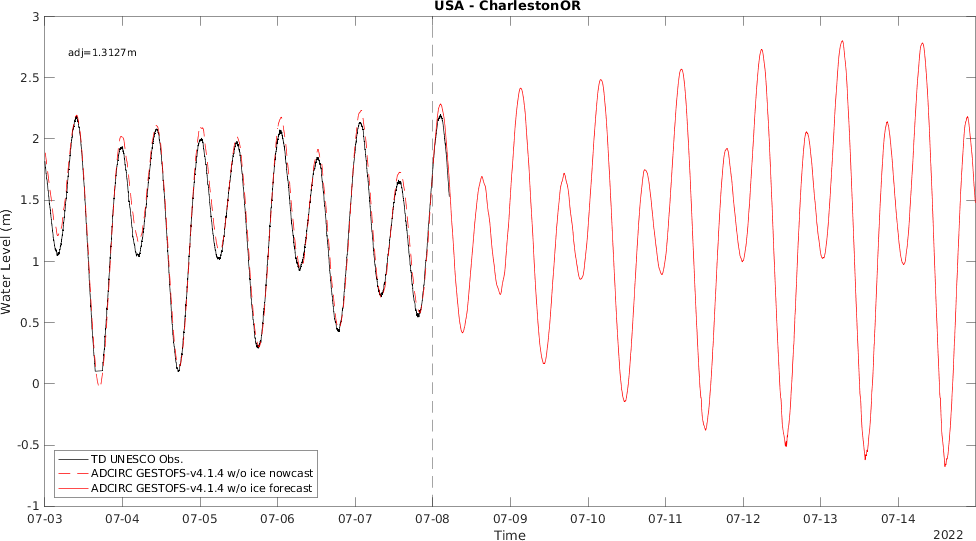 USA - CharlestonOR
adj=1.3127m
3
2.5
2
1.5
1
0.5
0
-0.5
-1
Water Level (m)
TD UNESCO Obs.
ADCIRC GESTOFS-v4.1.4 w/o ice nowcast
ADCIRC GESTOFS-v4.1.4 w/o ice forecast
07-03 07-04 07-05 07-06 07-07 07-08 07-09 07-10 07-11 07-12 07-13 07-14
Time
2022